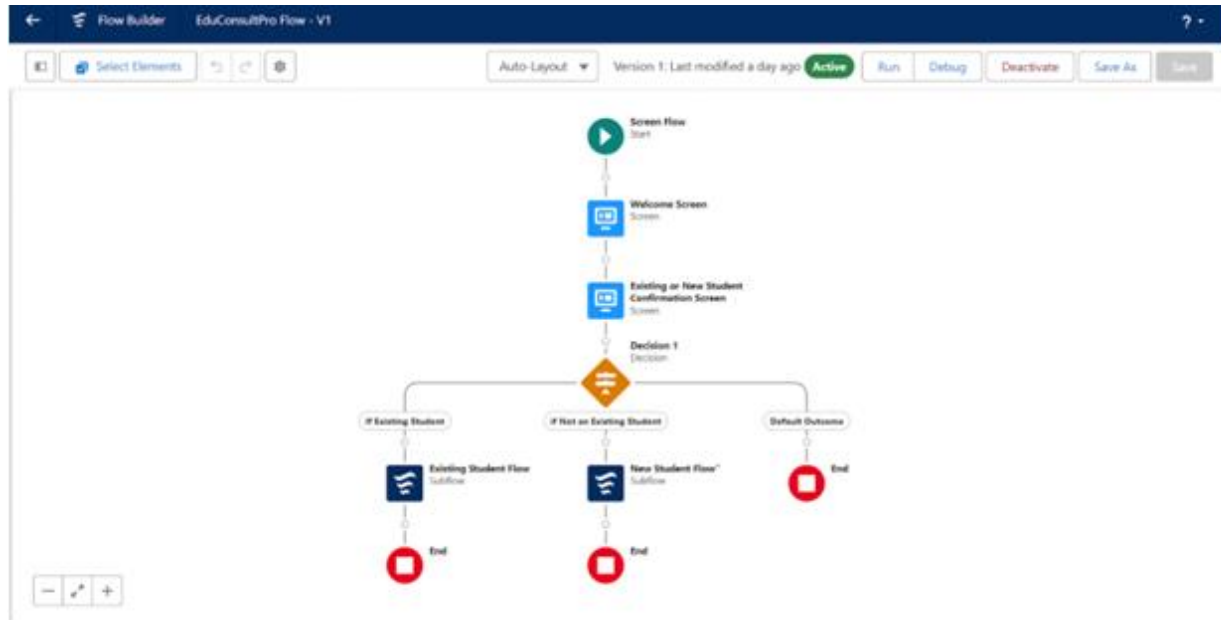 Flow Builder EduConsultPro Flow - V1 ?
Select Elements Auto-Layout Version 1: Last modified a day ago Active Run Debug Deactivate Save As Save
Screen Flow
Start
Welcome Screen
Screen
Existing or New Student
Confirmation Screen
Screen
Decision 1
Decision
If Existing Student If Not an Existing Student Default Outcome
Existing Student Flow New Student Flow" End
Subflow Subflow
End End